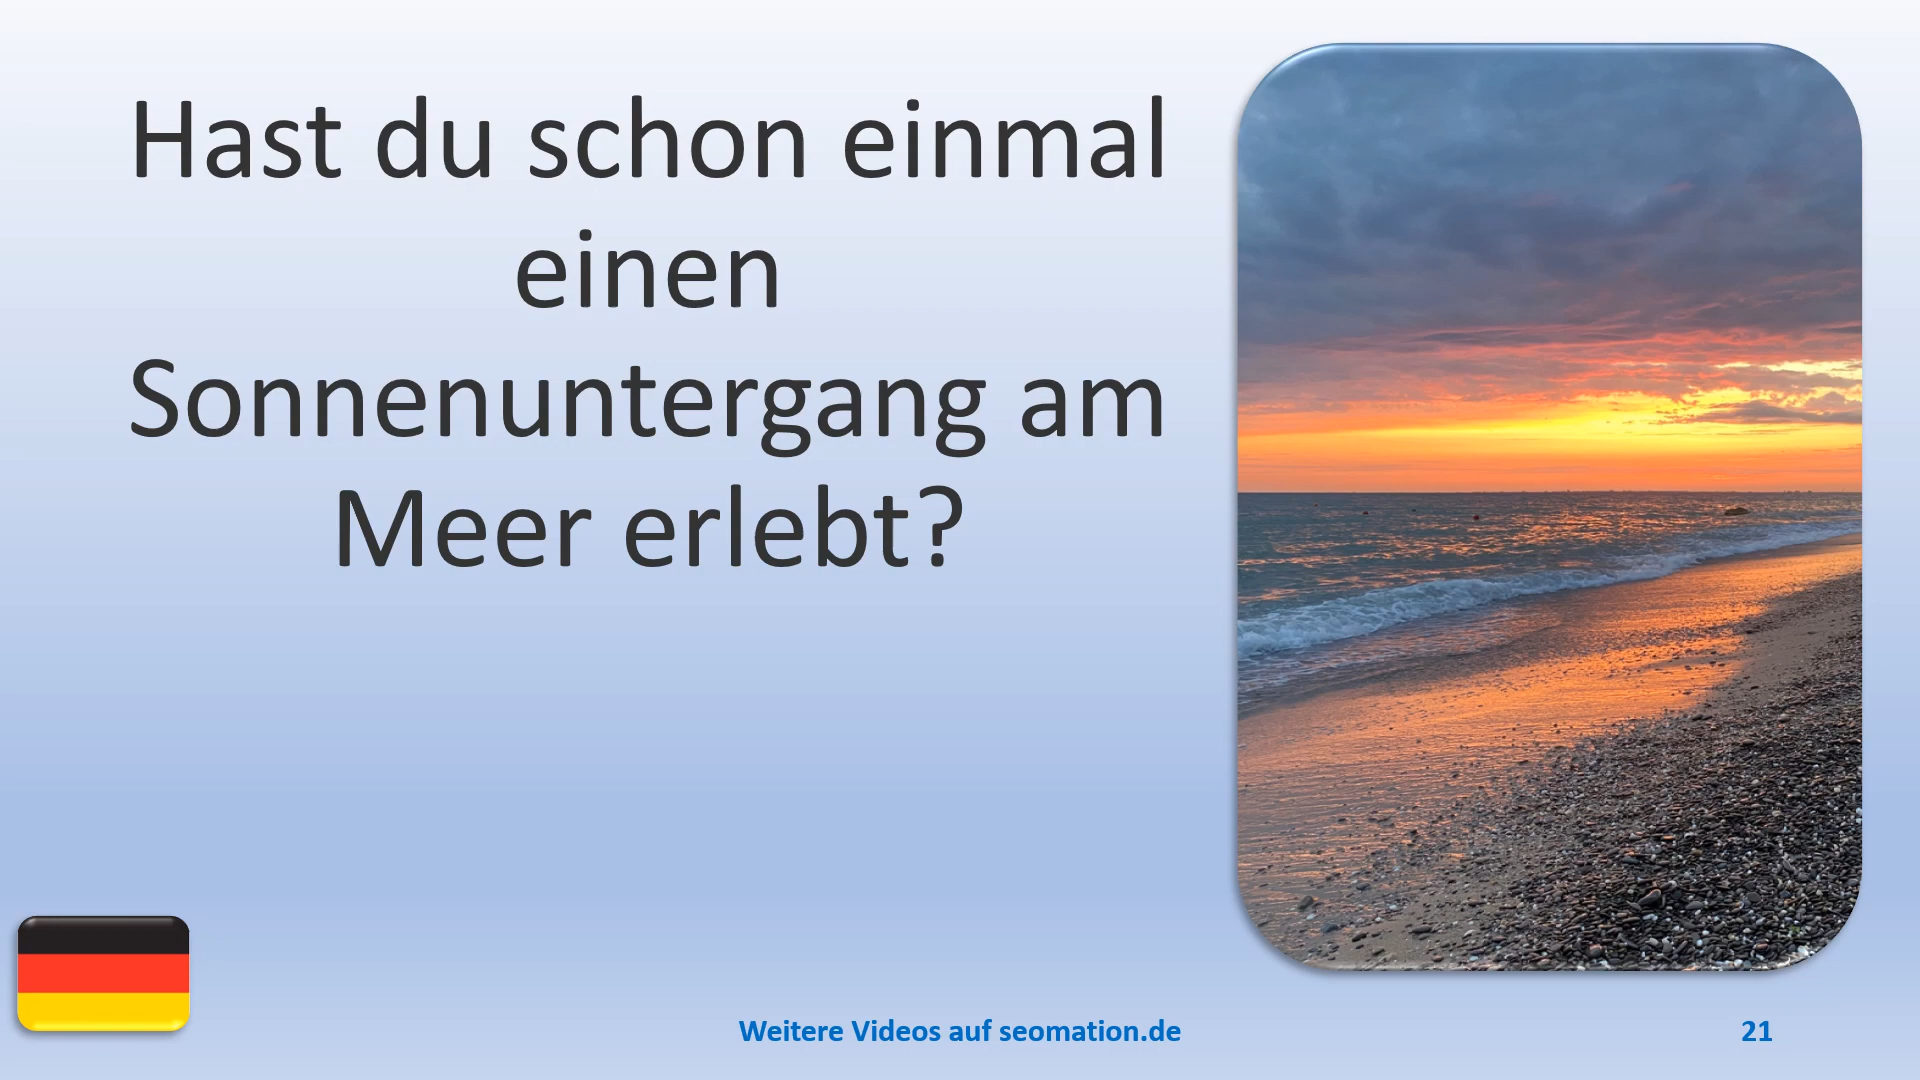 Hast du schon einmal
einen
Sonnenuntergang am
Meer erlebt?
Weitere Videos auf seomation.de
21